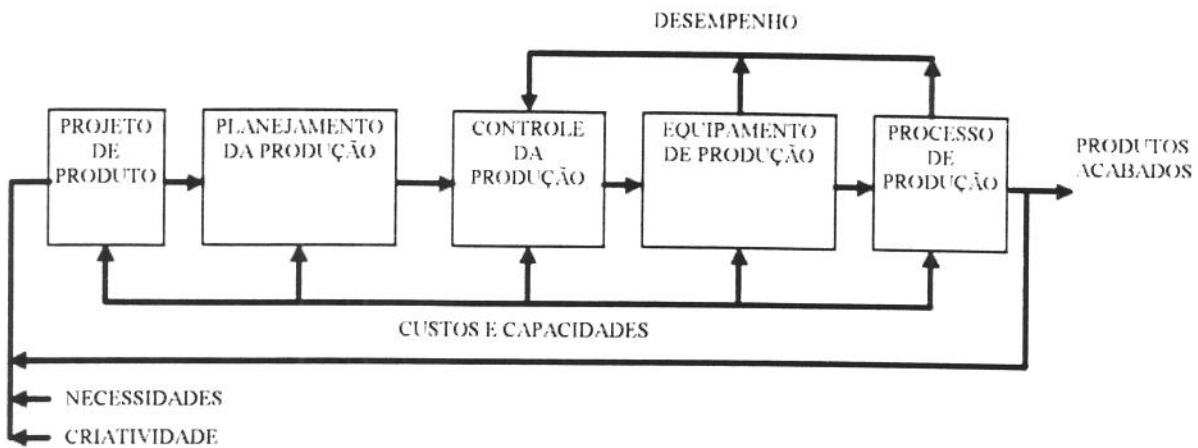 DESEMPENHO
PROJETO
DE
PRODUTO
PLANEJAMENTO
DA PRODUÇÃO
CONTROLE
DA
PRODUÇÃO
EQUIPAMENTO
DE PRODUÇÃO
PROCESSO
DE
PRODUÇÃO
PRODUTOS
ACABADOS
CUSTOS E CAPACIDADES
NECESSIDADES
CRIATIVIDADE